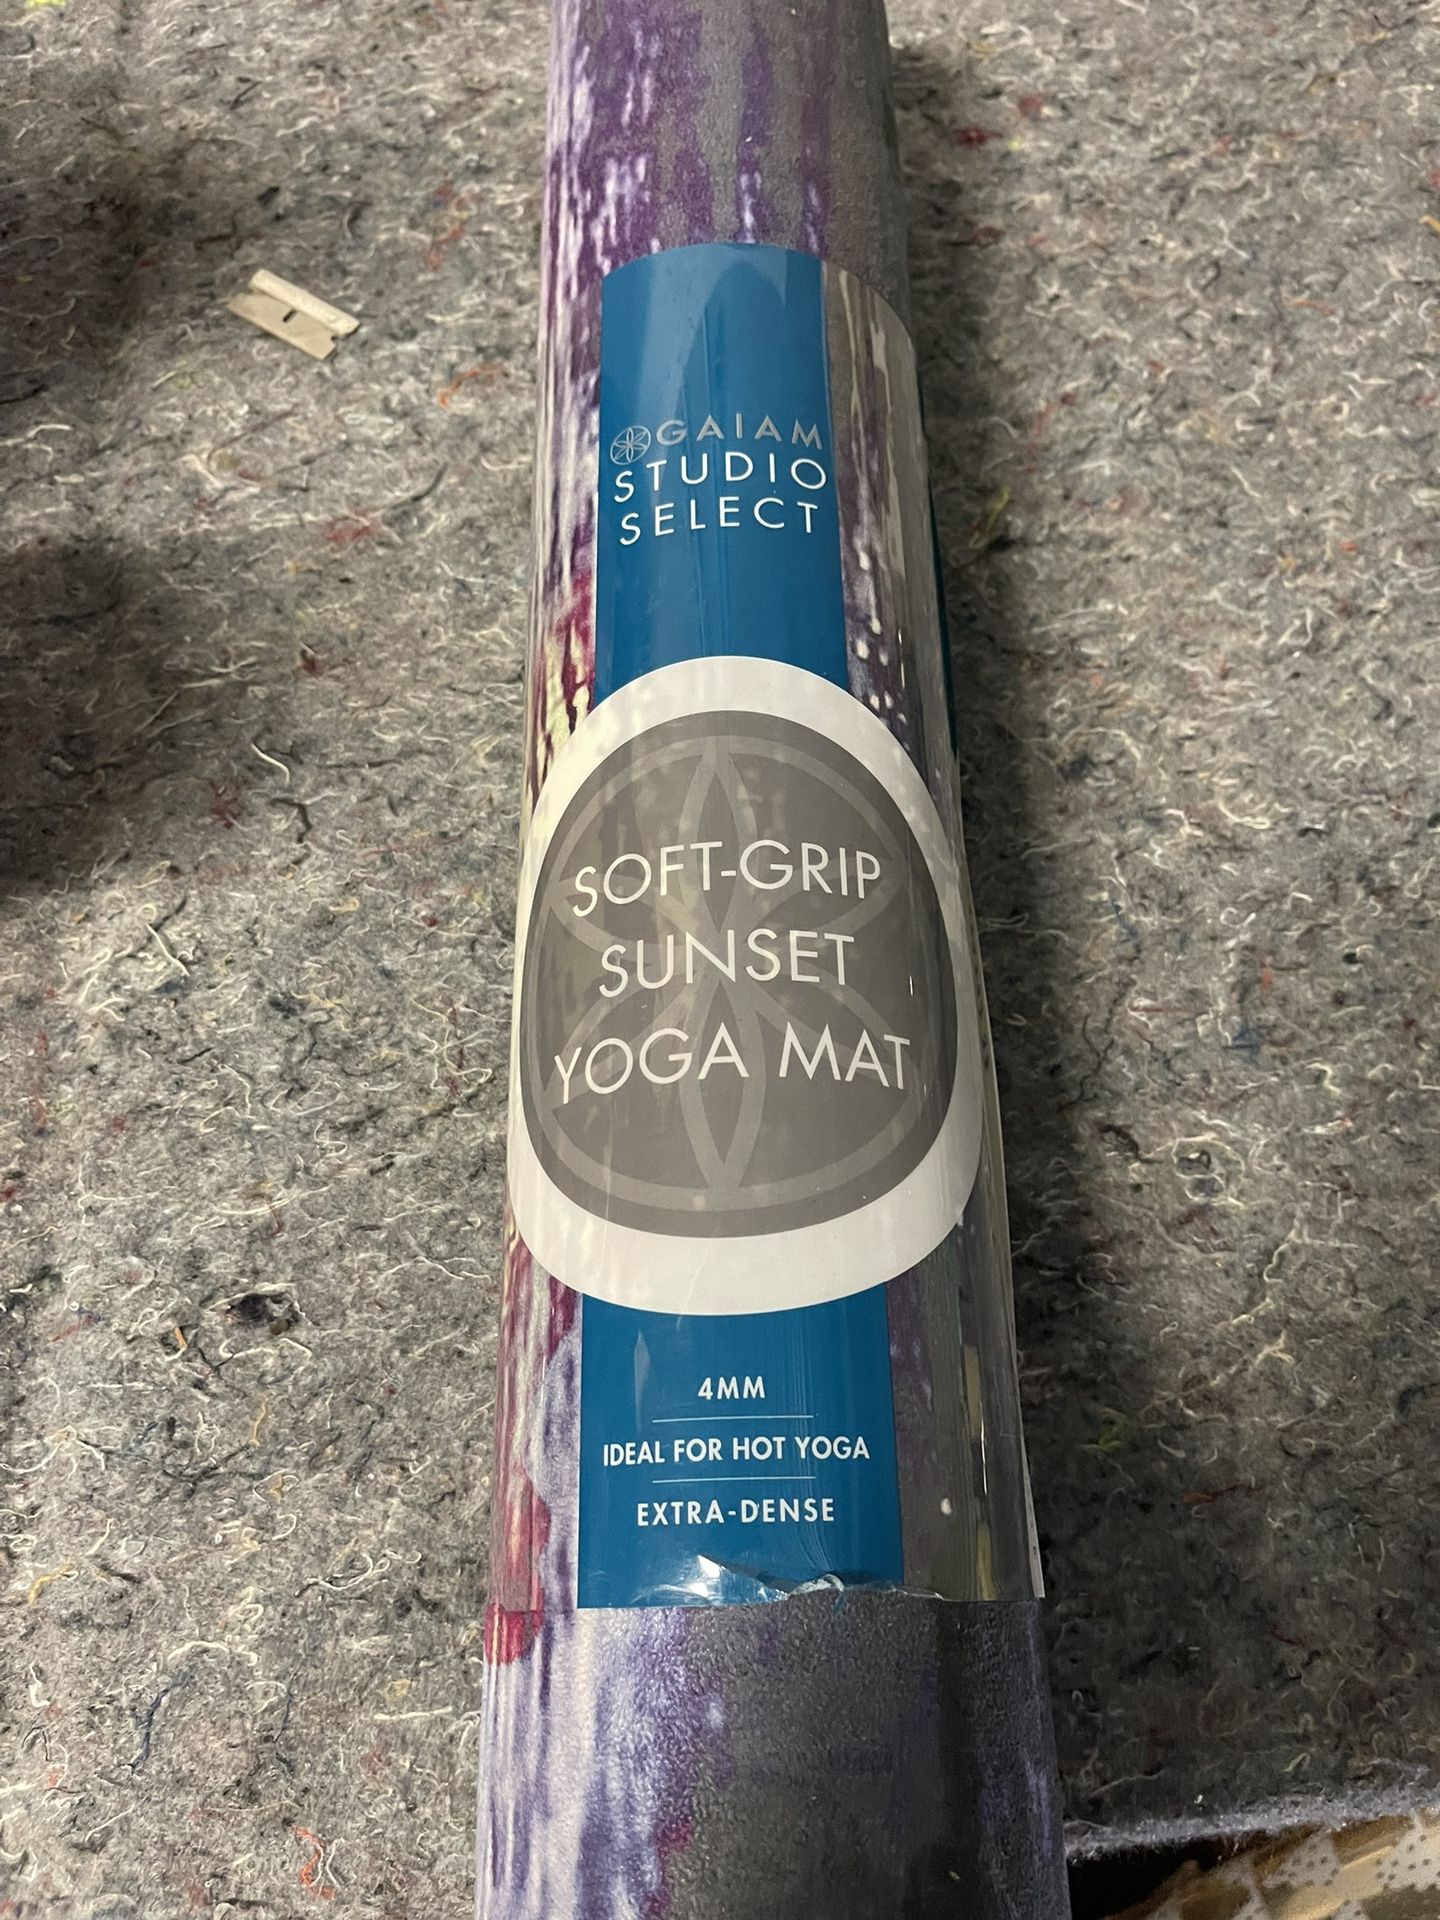 GAIAM
STUDIO
SELECT
SOFT-GRIP
SUNSET
YOGA MAT
4MM
IDEAL FOR HOT YOGA
EXTRA-DENSE